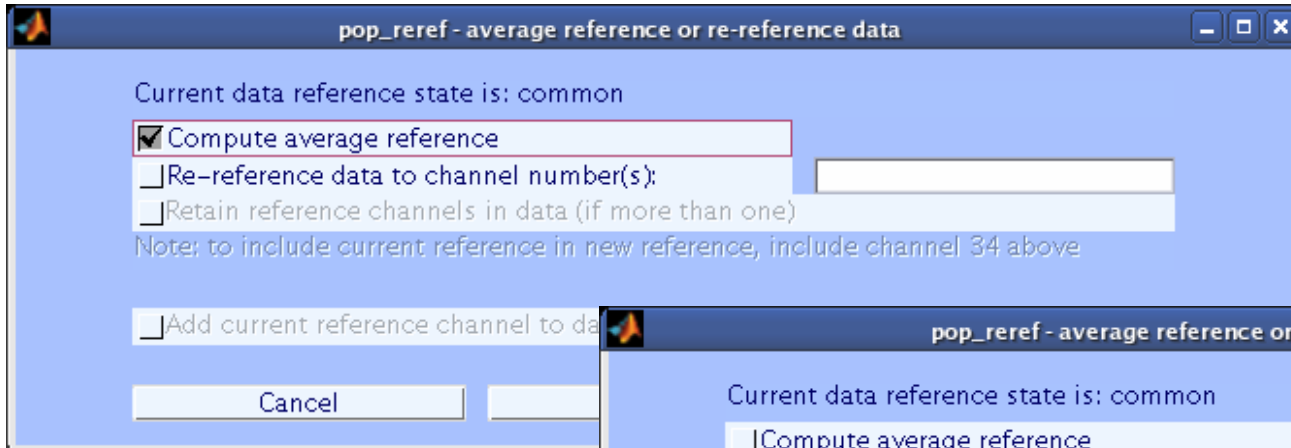 pop_reref - average reference or re-reference data
Current data reference state is: common
Compute average reference
Re-reference data to channel number(s):
Retain reference channels in data (if more than one)
Note: to include current reference in new reference, include channel 34 above
Add current reference channel to da
Cancel
pop_reref - average reference or
Current data reference state is: common
Compute average reference